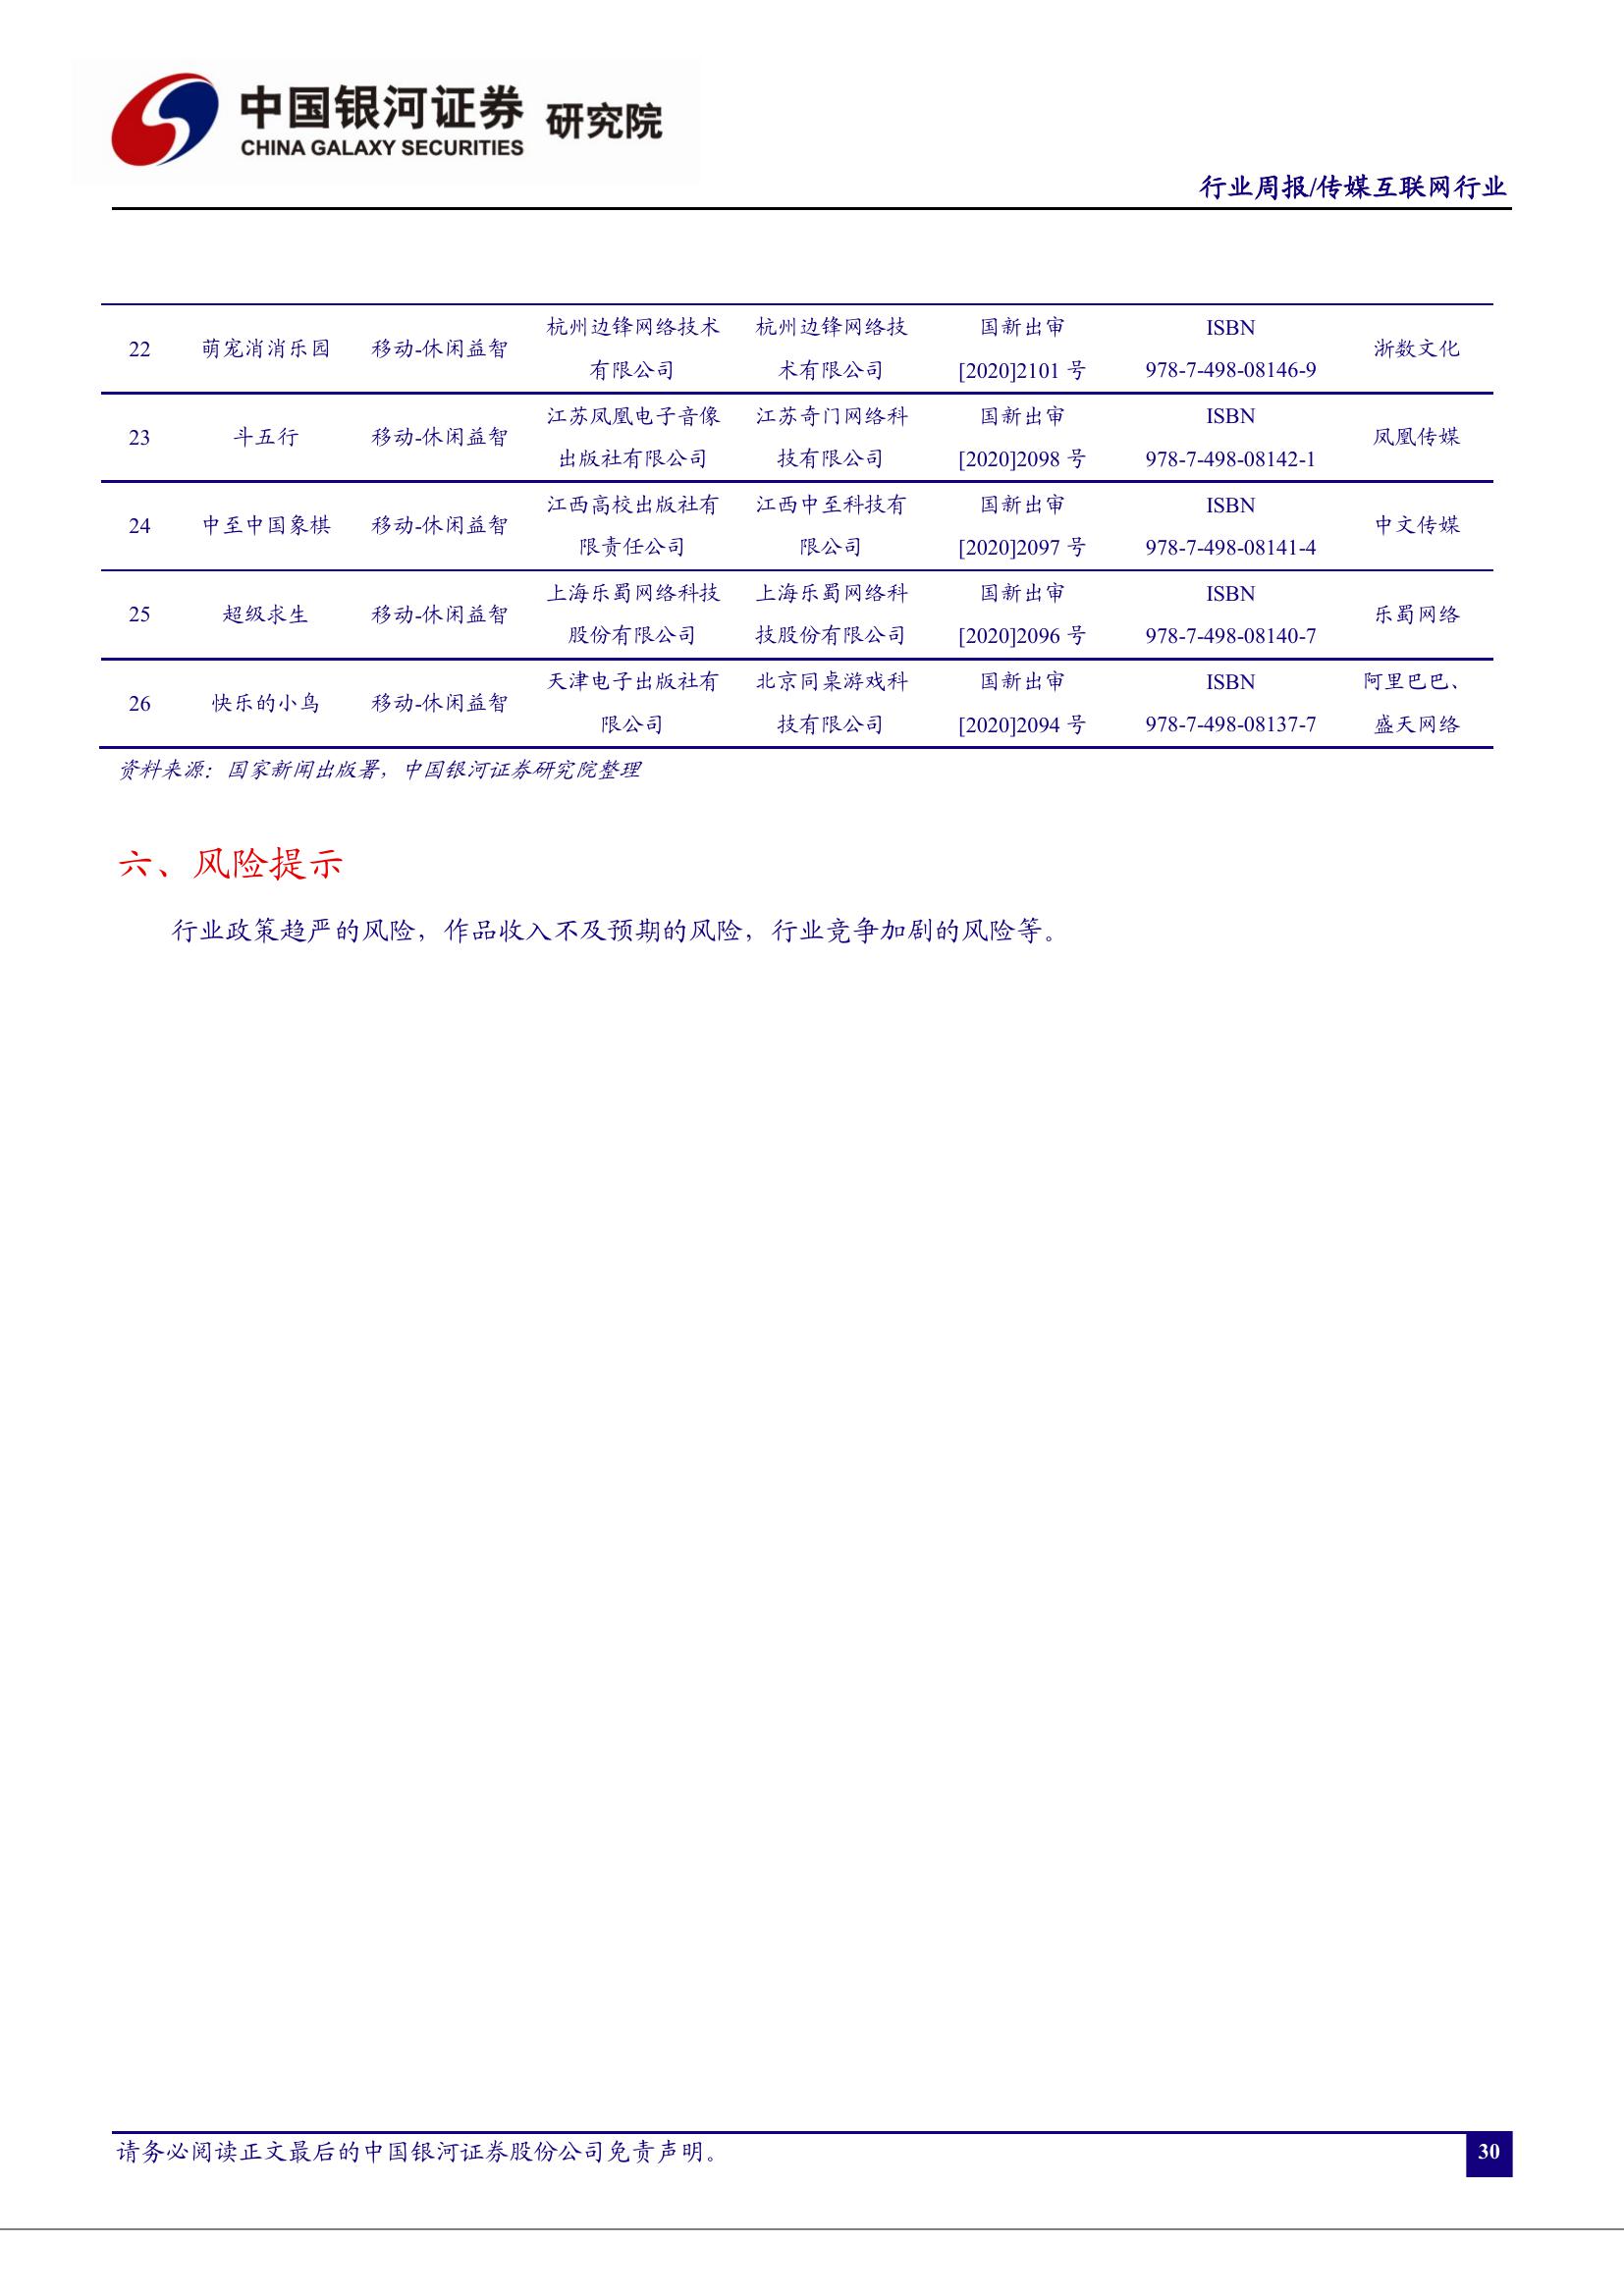 中国银河证券 研究院
CHINA GALAXY SECURITIES
行业周报/传媒互联网行业
22 萌宠消消乐园 移动-休闲益智 杭州边锋网络技术有限公司 杭州边锋网络技术有限公司 国新出审[2020]2101 号 ISBN 978-7-498-08146-9 浙数文化
23 斗五行 移动-休闲益智 江苏凤凰电子音像出版社有限公司 江苏奇门网络科技有限公司 国新出审[2020]2098 号 ISBN 978-7-498-08142-1 凤凰传媒
24 中至中国象棋 移动-休闲益智 江西高校出版社有限责任公司 江西中至科技有限公司 国新出审[2020]2097 号 ISBN 978-7-498-08141-4 中文传媒
25 超级求生 移动-休闲益智 上海乐蜀网络科技股份有限公司 上海乐蜀网络科技股份有限公司 国新出审[2020]2096 号 ISBN 978-7-498-08140-7 乐蜀网络
26 快乐的小鸟 移动-休闲益智 天津电子出版社有限公司 北京同桌游戏科技有限公司 国新出审[2020]2094 号 ISBN 978-7-498-08137-7 阿里巴巴、盛天网络
资料来源：国家新闻出版署，中国银河证券研究院整理
六、风险提示
行业政策趋严的风险，作品收入不及预期的风险，行业竞争加剧的风险等。
请务必阅读正文最后的中国银河证券股份公司免责声明。
30